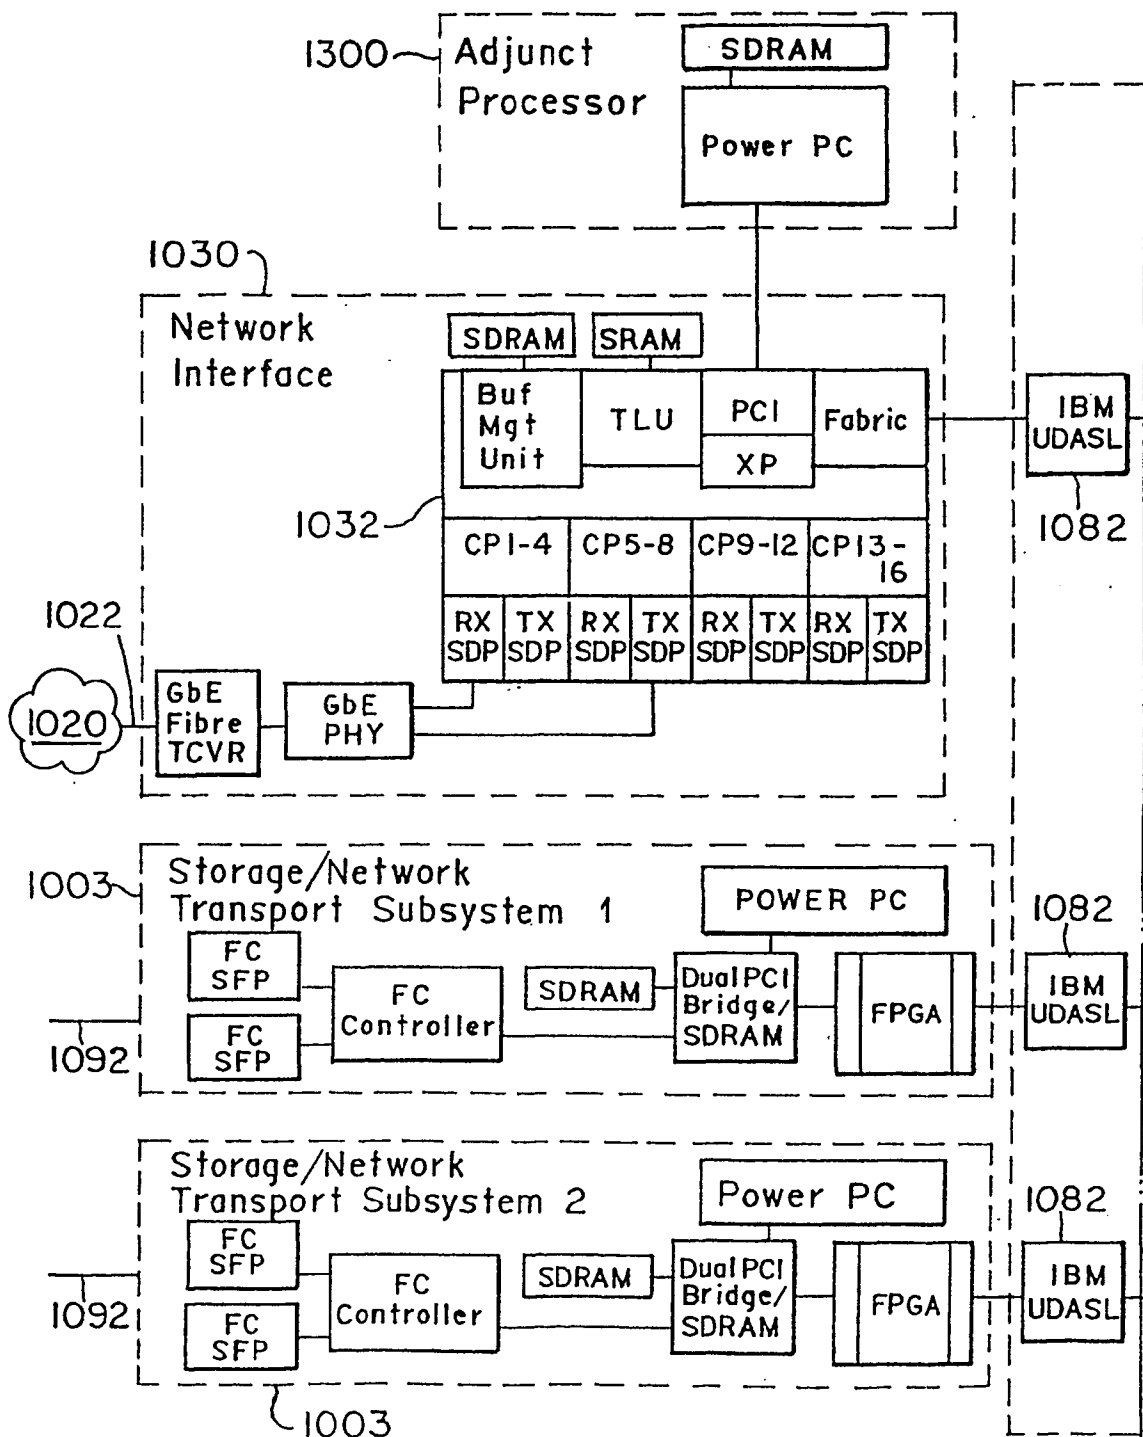 1300
Adjunct
Processor
SDRAM
Power PC
1030
Network
Interface
SDRAM
SRAM
Buf
Mgt
Unit
TLU
PCI
XP
Fabric
IBM
UDASL
1082
1032
CP1-4
CP5-8
CP9-12
CP13-
16
RX
SDP
TX
SDP
RX
SDP
TX
SDP
RX
SDP
TX
SDP
RX
SDP
TX
SDP
1022
1020
GbE
Fibre
TCVR
GbE
PHY
1003
Storage/Network
Transport Subsystem 1
POWER PC
FC
SFP
FC
SFP
FC
Controller
SDRAM
Dual PCI
Bridge/
SDRAM
FPGA
1082
IBM
UDASL
1092
Storage/Network
Transport Subsystem 2
Power PC
FC
SFP
FC
SFP
FC
Controller
SDRAM
Dual PCI
Bridge/
SDRAM
FPGA
1082
IBM
UDASL
1092
1003